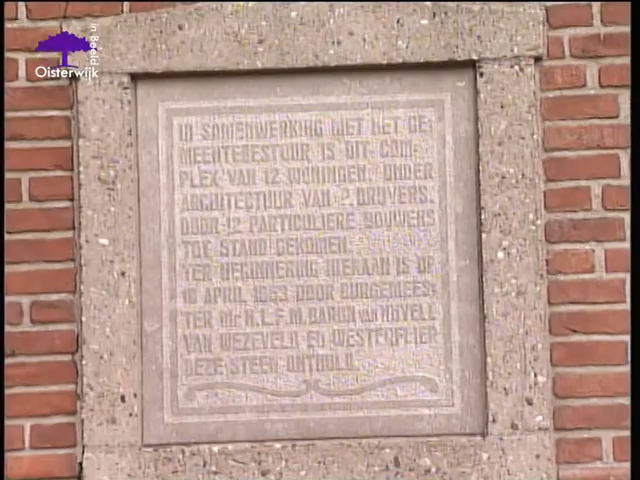 in Beeld
Oisterwijk
IN SAMENWERKING MET HET GE-
MEENTEBESTUUR IS DIT COM-
PLEX VAN 12 WONINGEN, ONDER
ARCHITECTUUR VAN P. BRUYERS,
DOOR 12 PARTICULIERE BOUWERS
TOT STAND GEKOMEN.
TER HERINNERING HIERAAN IS OP
APRIL 1953 DOOR BURGEMEES-
TER Mr. H.L.F.M. BARON VAN HÖVELL
VAN WEZEVELD EN WESTERFLIER
DEZE STEEN ONTHULD.